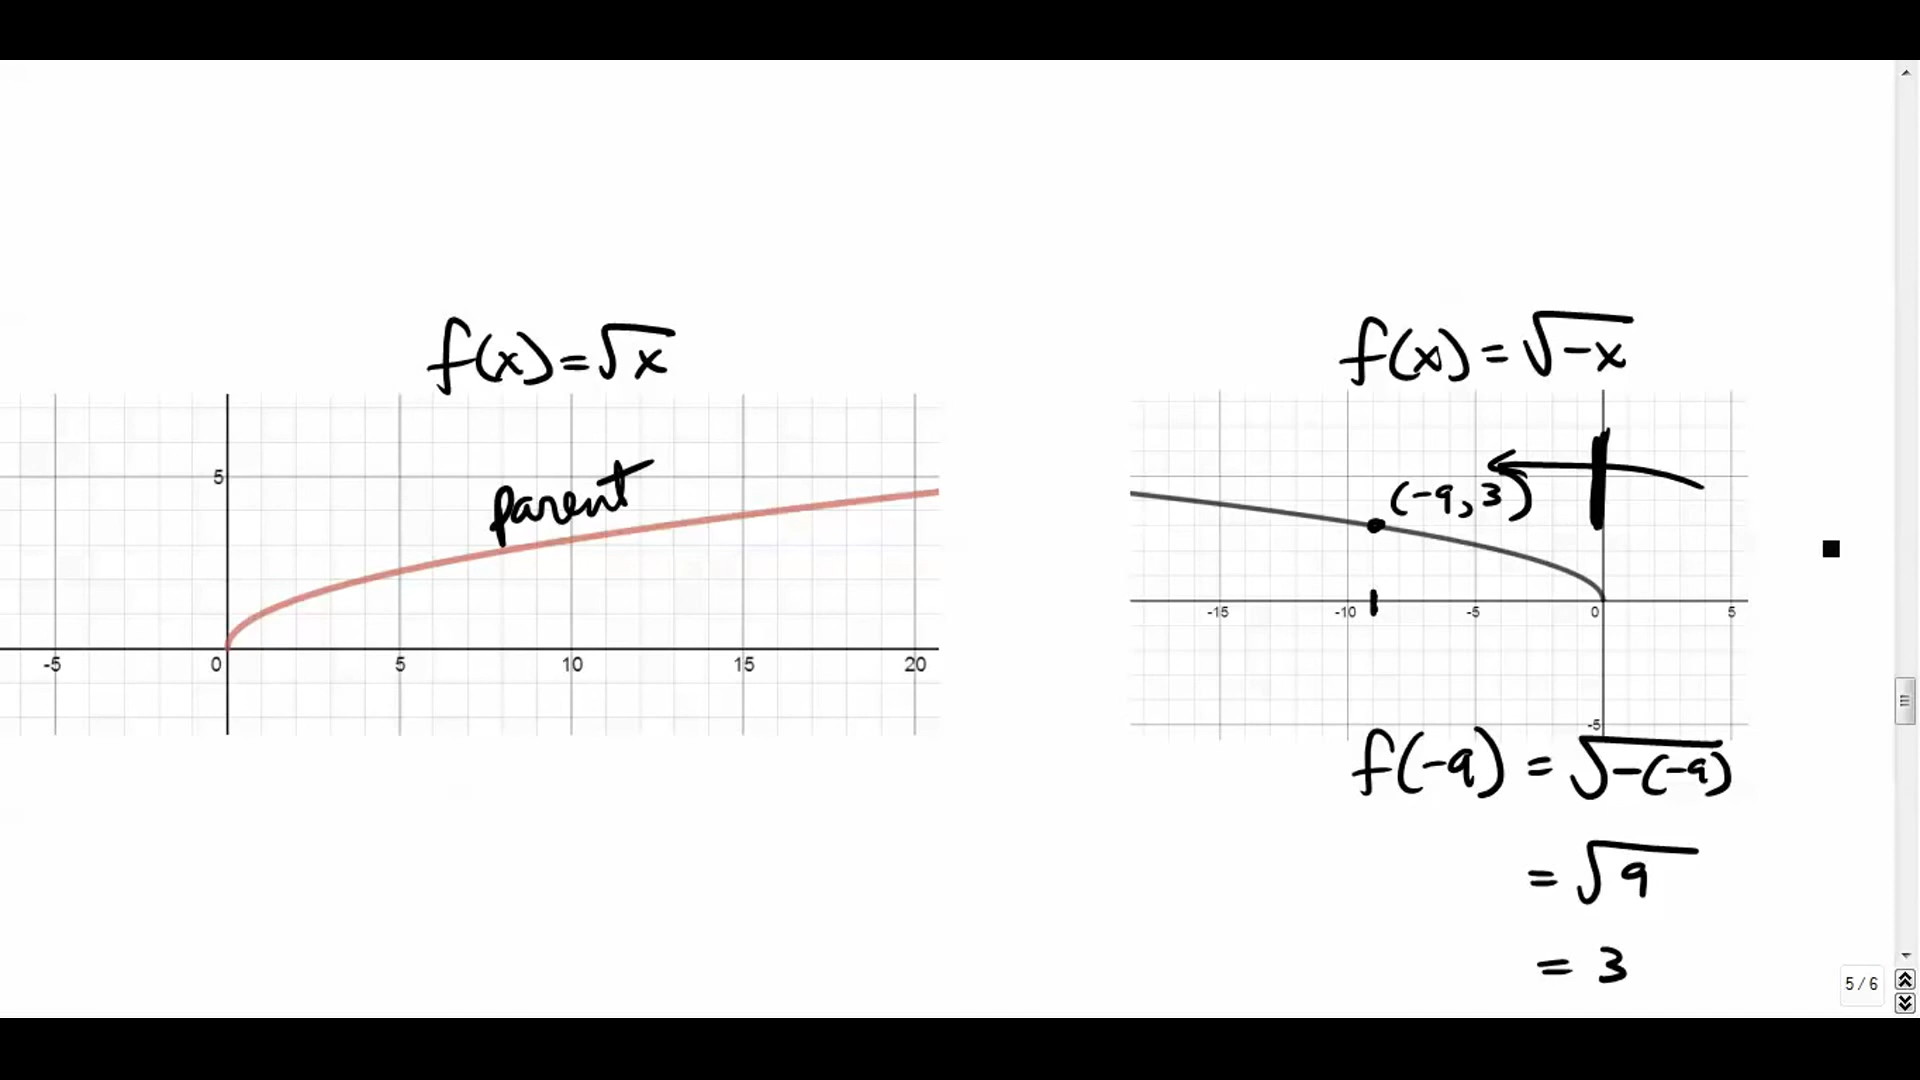 f(x)=√x
parent
5
-5 0 5 10 15 20
f(x)=√-x
(-9,3)
-15 -10 -5 0 5
-5
f(-9) = √-(-9)
= √9
= 3
5 / 6